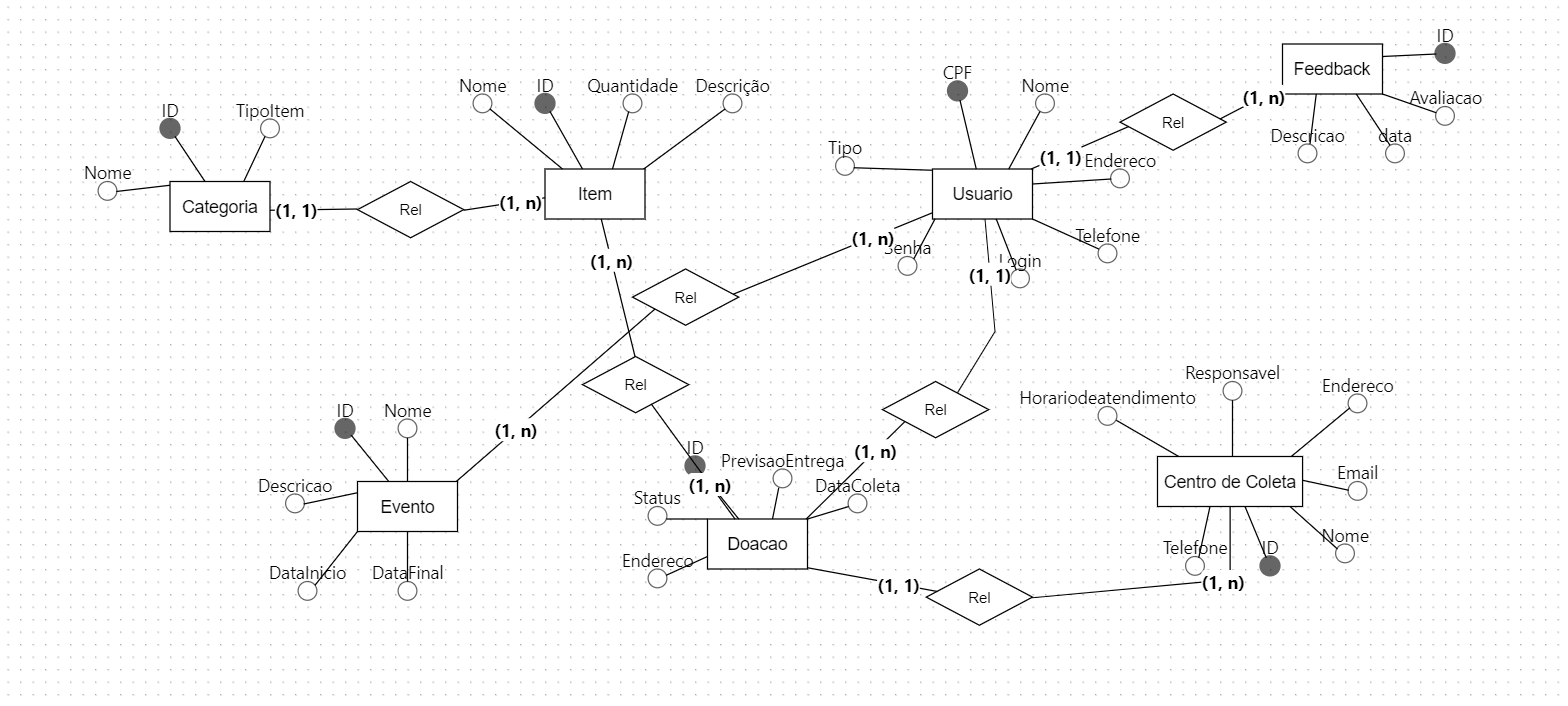 ID
Feedback
Avaliacao
(1, n)
Descricao
data
Rel
CPF
Nome
Tipo
(1, 1)
Endereco
Usuario
Telefone
Senha
Login
(1, n)
(1, 1)
Nome
ID
Quantidade
Descrição
Item
ID
TipoItem
Nome
Categoria
(1, 1)
Rel
(1, n)
(1, n)
Rel
Rel
Rel
(1, n)
ID
Nome
(1, n)
Descricao
Evento
DataInicio
DataFinal
ID
PrevisaoEntrega
(1, n)
DataColeta
Status
Doacao
Endereco
(1, 1)
Rel
(1, n)
Responsavel
Horariodeatendimento
Endereco
Centro de Coleta
Email
Nome
Telefone
ID